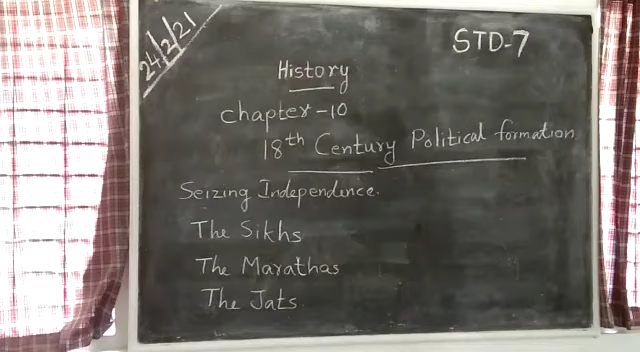 24/2/21
STD-7
History
chapter-10
18th Century Political formation
Seizing Independence.
The Sikhs
The Marathas
The Jats